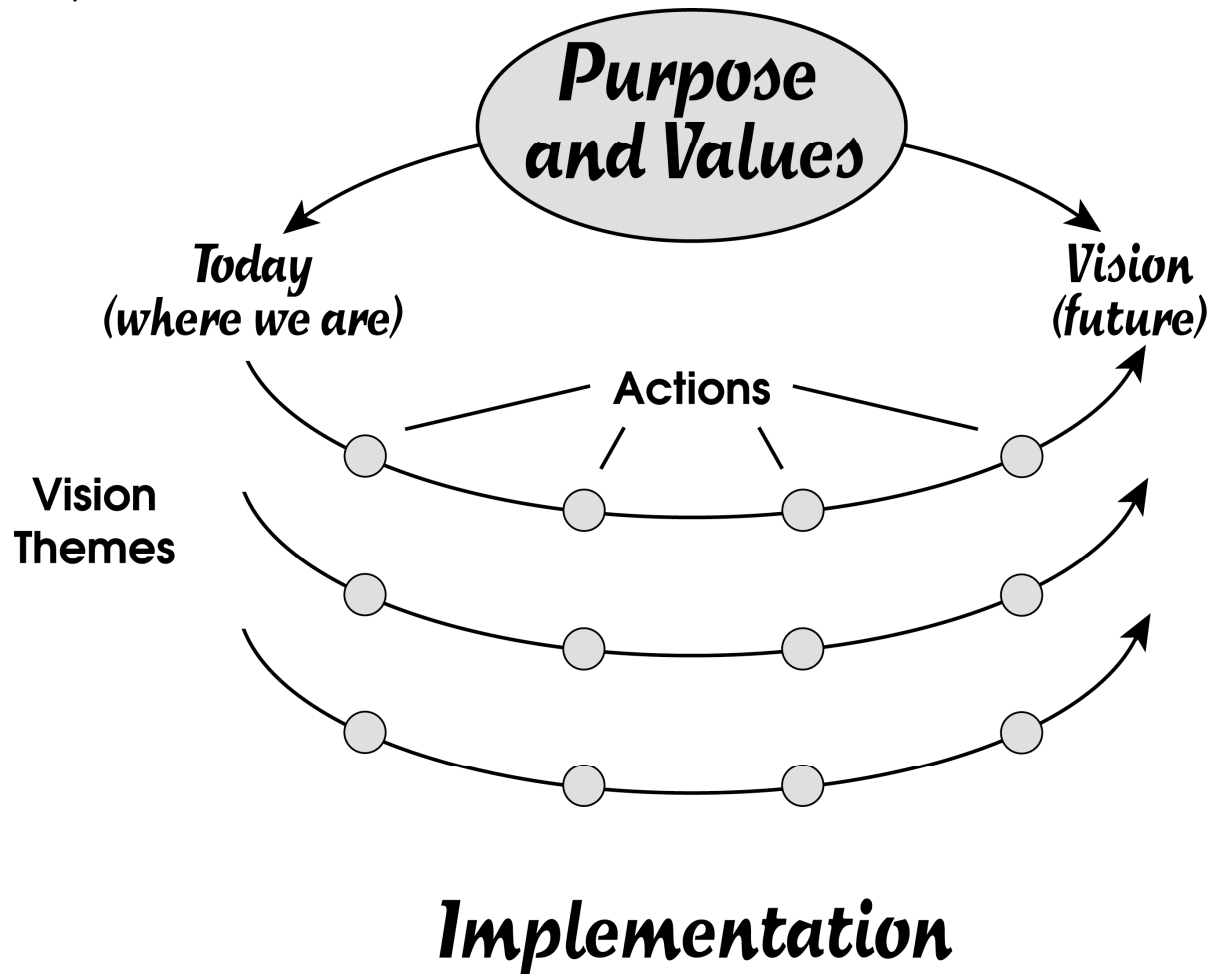 Purpose
and Values
Today
(where we are)
Vision
(future)
Actions
Vision
Themes
Implementation